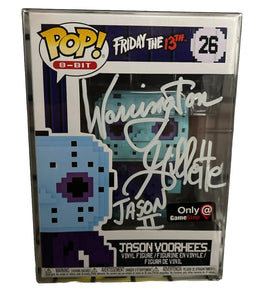 POP!
8-BIT
FRIDAY THE 13TH
26
Warrington
Gillette
JASON
II
Only @
GameStop
JASON VOORHEES
VINYL FIGURE / FIGURINE EN VINYLE /
FIGURA DE VINIL